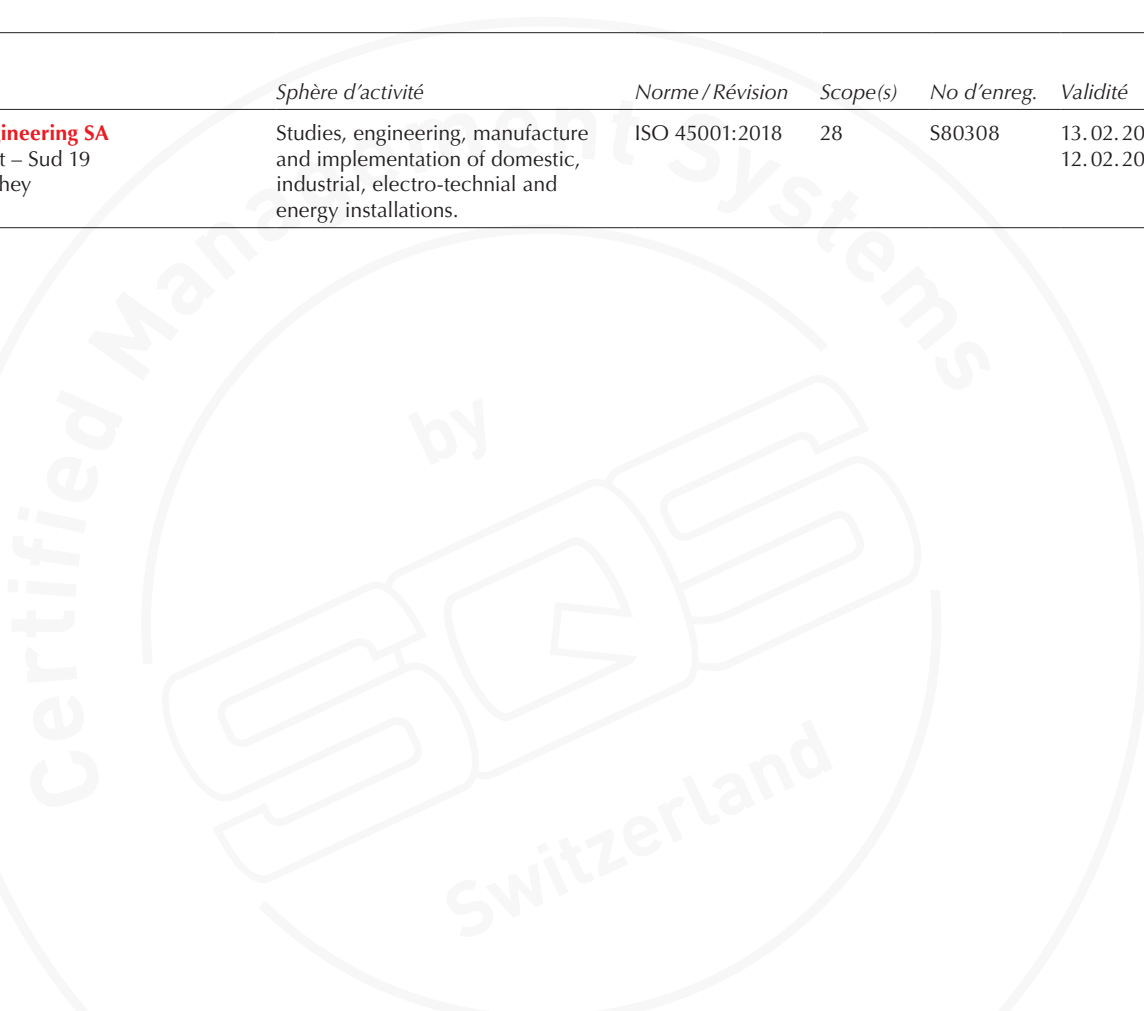 Sphère d'activité Norme / Révision Scope(s) No d'enreg. Validité
ineering SA Studies, engineering, manufacture ISO 45001:2018 28 S80308 13.02.20
t – Sud 19 and implementation of domestic, 12.02.20
hey industrial, electro-technial and
energy installations.
Certified Management Systems
by
SQS
Switzerland